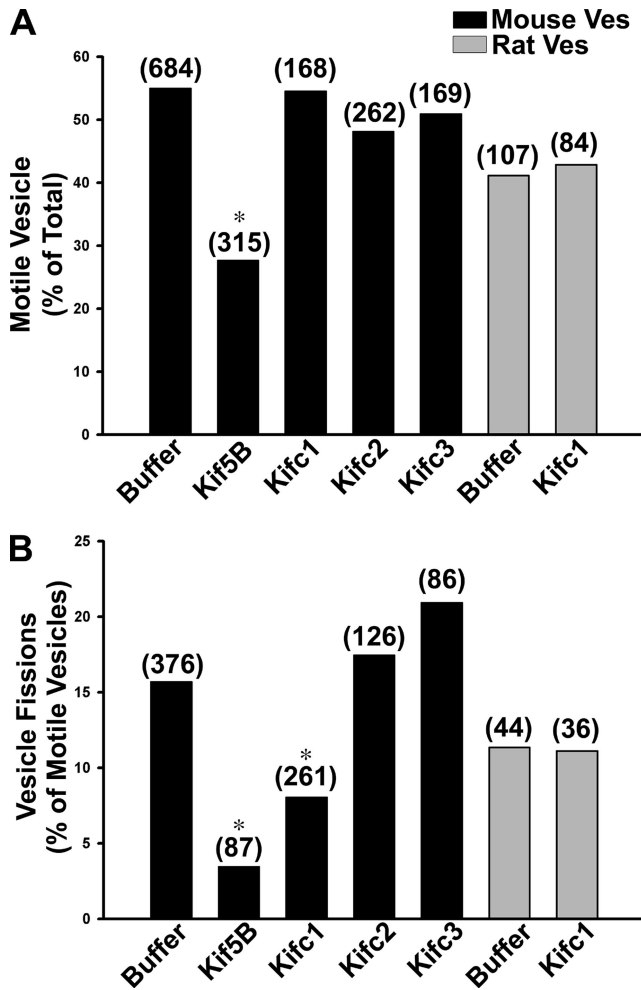 A
Mouse Ves
Rat Ves
Motile Vesicle
(% of Total)
60
50
40
30
20
10
0
(684)
*
(315)
(168)
(262)
(169)
(107)
(84)
Buffer
Kif5B
Kifc1
Kifc2
Kifc3
Buffer
Kifc1
B
Vesicle Fissions
(% of Motile Vesicles)
25
20
15
10
5
0
(376)
*
(87)
*
(261)
(126)
(86)
(44)
(36)
Buffer
Kif5B
Kifc1
Kifc2
Kifc3
Buffer
Kifc1